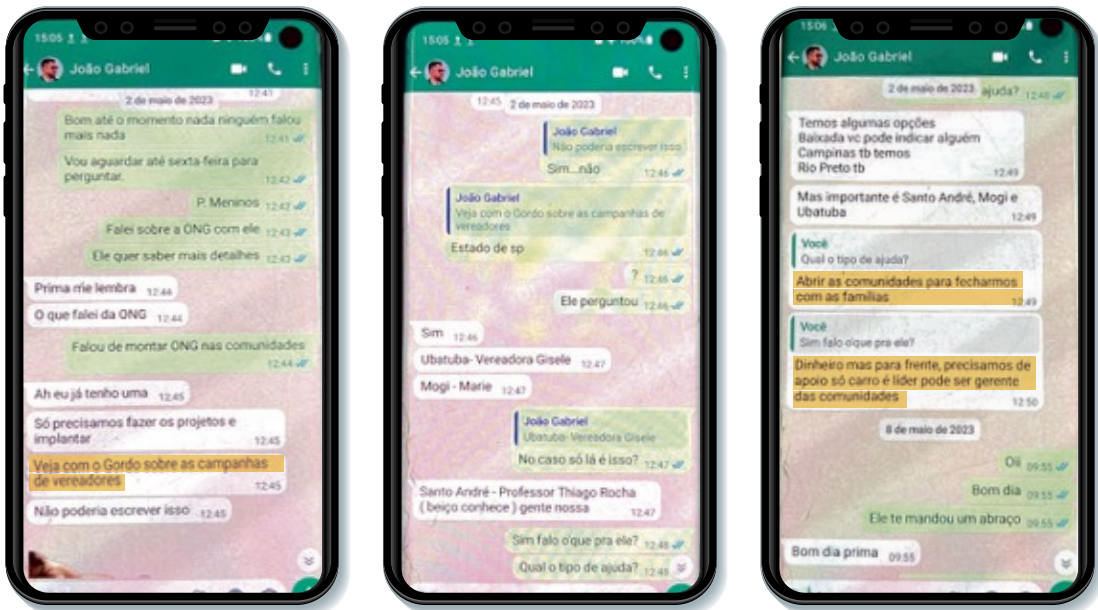 15:05
João Gabriel
12:41
2 de maio de 2023
Bom até o momento nada ninguém falou
mais nada
12:41
Vou aguardar até sexta-feira para
perguntar.
12:42
P. Meninos 12:43
Falei sobre a ONG com ele 12:43
Ele quer saber mais detalhes 12:43
Prima me lembra 12:44
O que falei da ONG 12:44
Falou de montar ONG nas comunidades
12:44
Ah eu já tenho uma 12:45
Só precisamos fazer os projetos e
implantar 12:45
Veja com o Gordo sobre as campanhas
de vereadores 12:45
Não poderia escrever isso 12:45
15:05
João Gabriel
12:45
2 de maio de 2023
João Gabriel
Não poderia escrever isso
Sim...não 12:46
João Gabriel
Veja com o Gordo sobre as campanhas de
vereadores
Estado de sp 12:46
? 12:46
Ele perguntou 12:46
Sim 12:46
Ubatuba- Vereadora Gisele 12:47
Mogi - Marie 12:47
João Gabriel
Ubatuba- Vereadora Gisele
No caso só lá é isso? 12:47
Santo André - Professor Thiago Rocha
( beiço conhece ) gente nossa 12:47
Sim falo o'que pra ele? 12:48
Qual o tipo de ajuda? 12:48
15:06
João Gabriel
2 de maio de 2023
ajuda? 12:48
Temos algumas opções
Baixada vc pode indicar alguém
Campinas tb temos
Rio Preto tb
12:49
Mas importante é Santo André, Mogi e
Ubatuba 12:49
Você
Qual o tipo de ajuda?
Abrir as comunidades para fecharmos
com as famílias 12:49
Você
Sim falo o'que pra ele?
Dinheiro mas para frente, precisamos de
apoio só carro é líder pode ser gerente
das comunidades 12:50
8 de maio de 2023
Oii 09:55
Bom dia 09:55
Ele te mandou um abraço 09:55
Bom dia prima 09:55